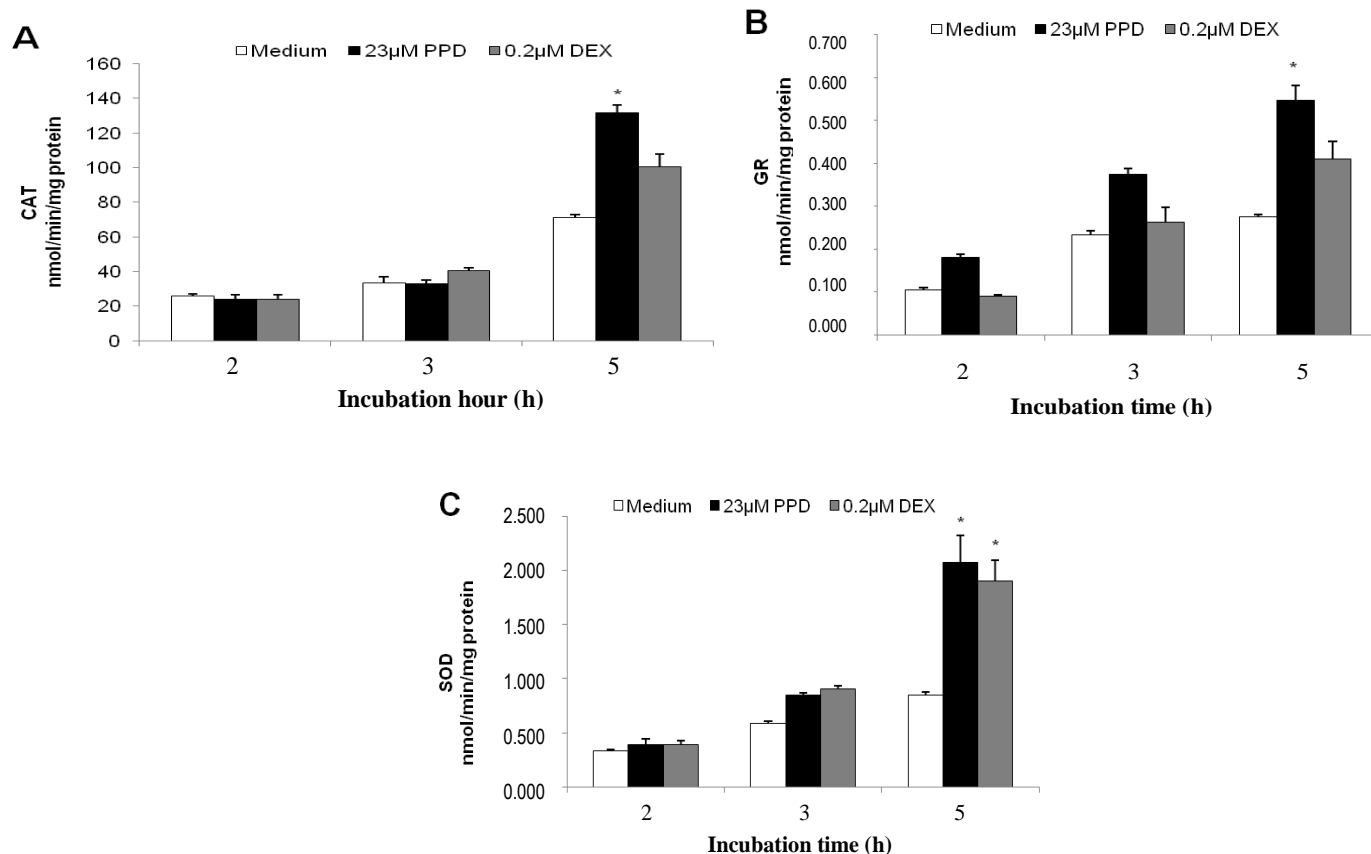 A
Medium 23µM PPD 0.2µM DEX
160
140
120
100
80
60
40
20
0
CAT
nmol/min/mg protein
*
2 3 5
Incubation hour (h)
B
Medium 23µM PPD 0.2µM DEX
0.700
0.600
0.500
0.400
0.300
0.200
0.100
0.000
GR
nmol/min/mg protein
*
2 3 5
Incubation time (h)
C
Medium 23µM PPD 0.2µM DEX
2.500
2.000
1.500
1.000
0.500
0.000
SOD
nmol/min/mg protein
* *
2 3 5
Incubation time (h)